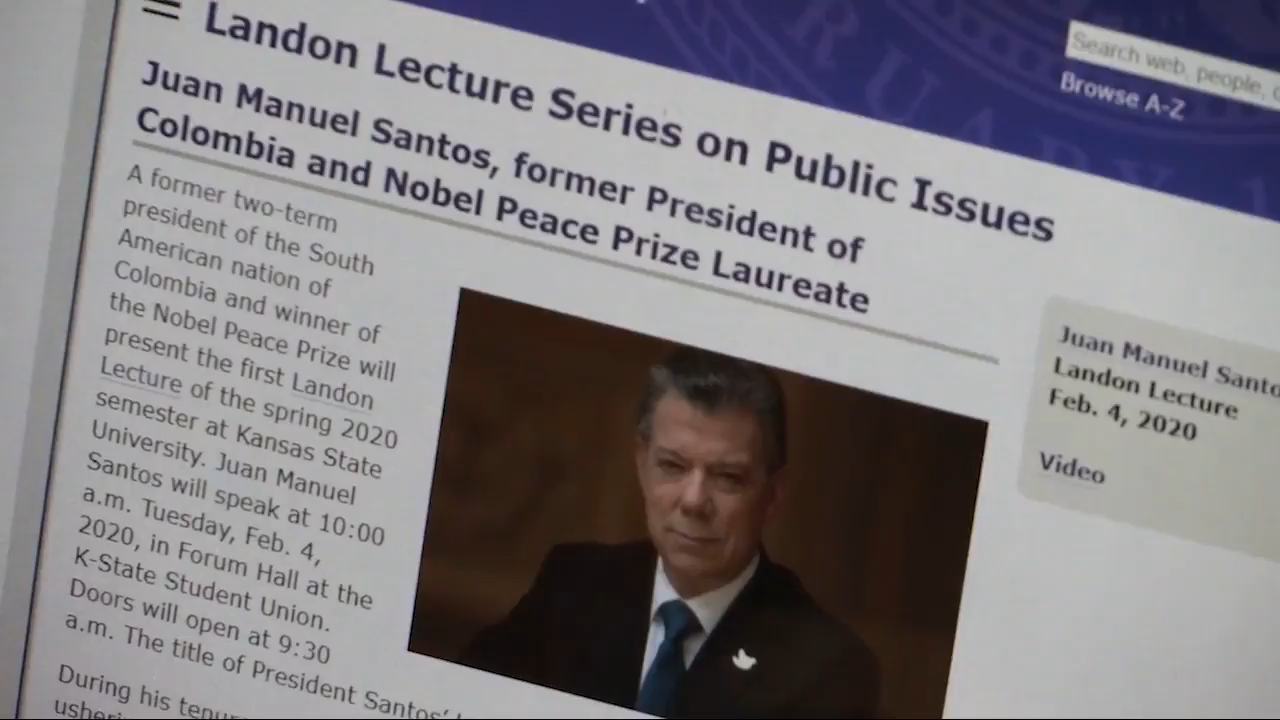 Landon Lecture Series on Public Issues
Search web, people,
Browse A-Z
Juan Manuel Santos, former President of
Colombia and Nobel Peace Prize Laureate
A former two-term
president of the South
American nation of
Colombia and winner of
the Nobel Peace Prize will
present the first Landon
Lecture of the spring 2020
semester at Kansas State
University. Juan Manuel
Santos will speak at 10:00
a.m. Tuesday, Feb. 4,
2020, in Forum Hall at the
K-State Student Union.
Doors will open at 9:30
a.m. The title of President Santos'
During his
Juan Manuel
Landon Lecture
Feb. 4, 2020
Video